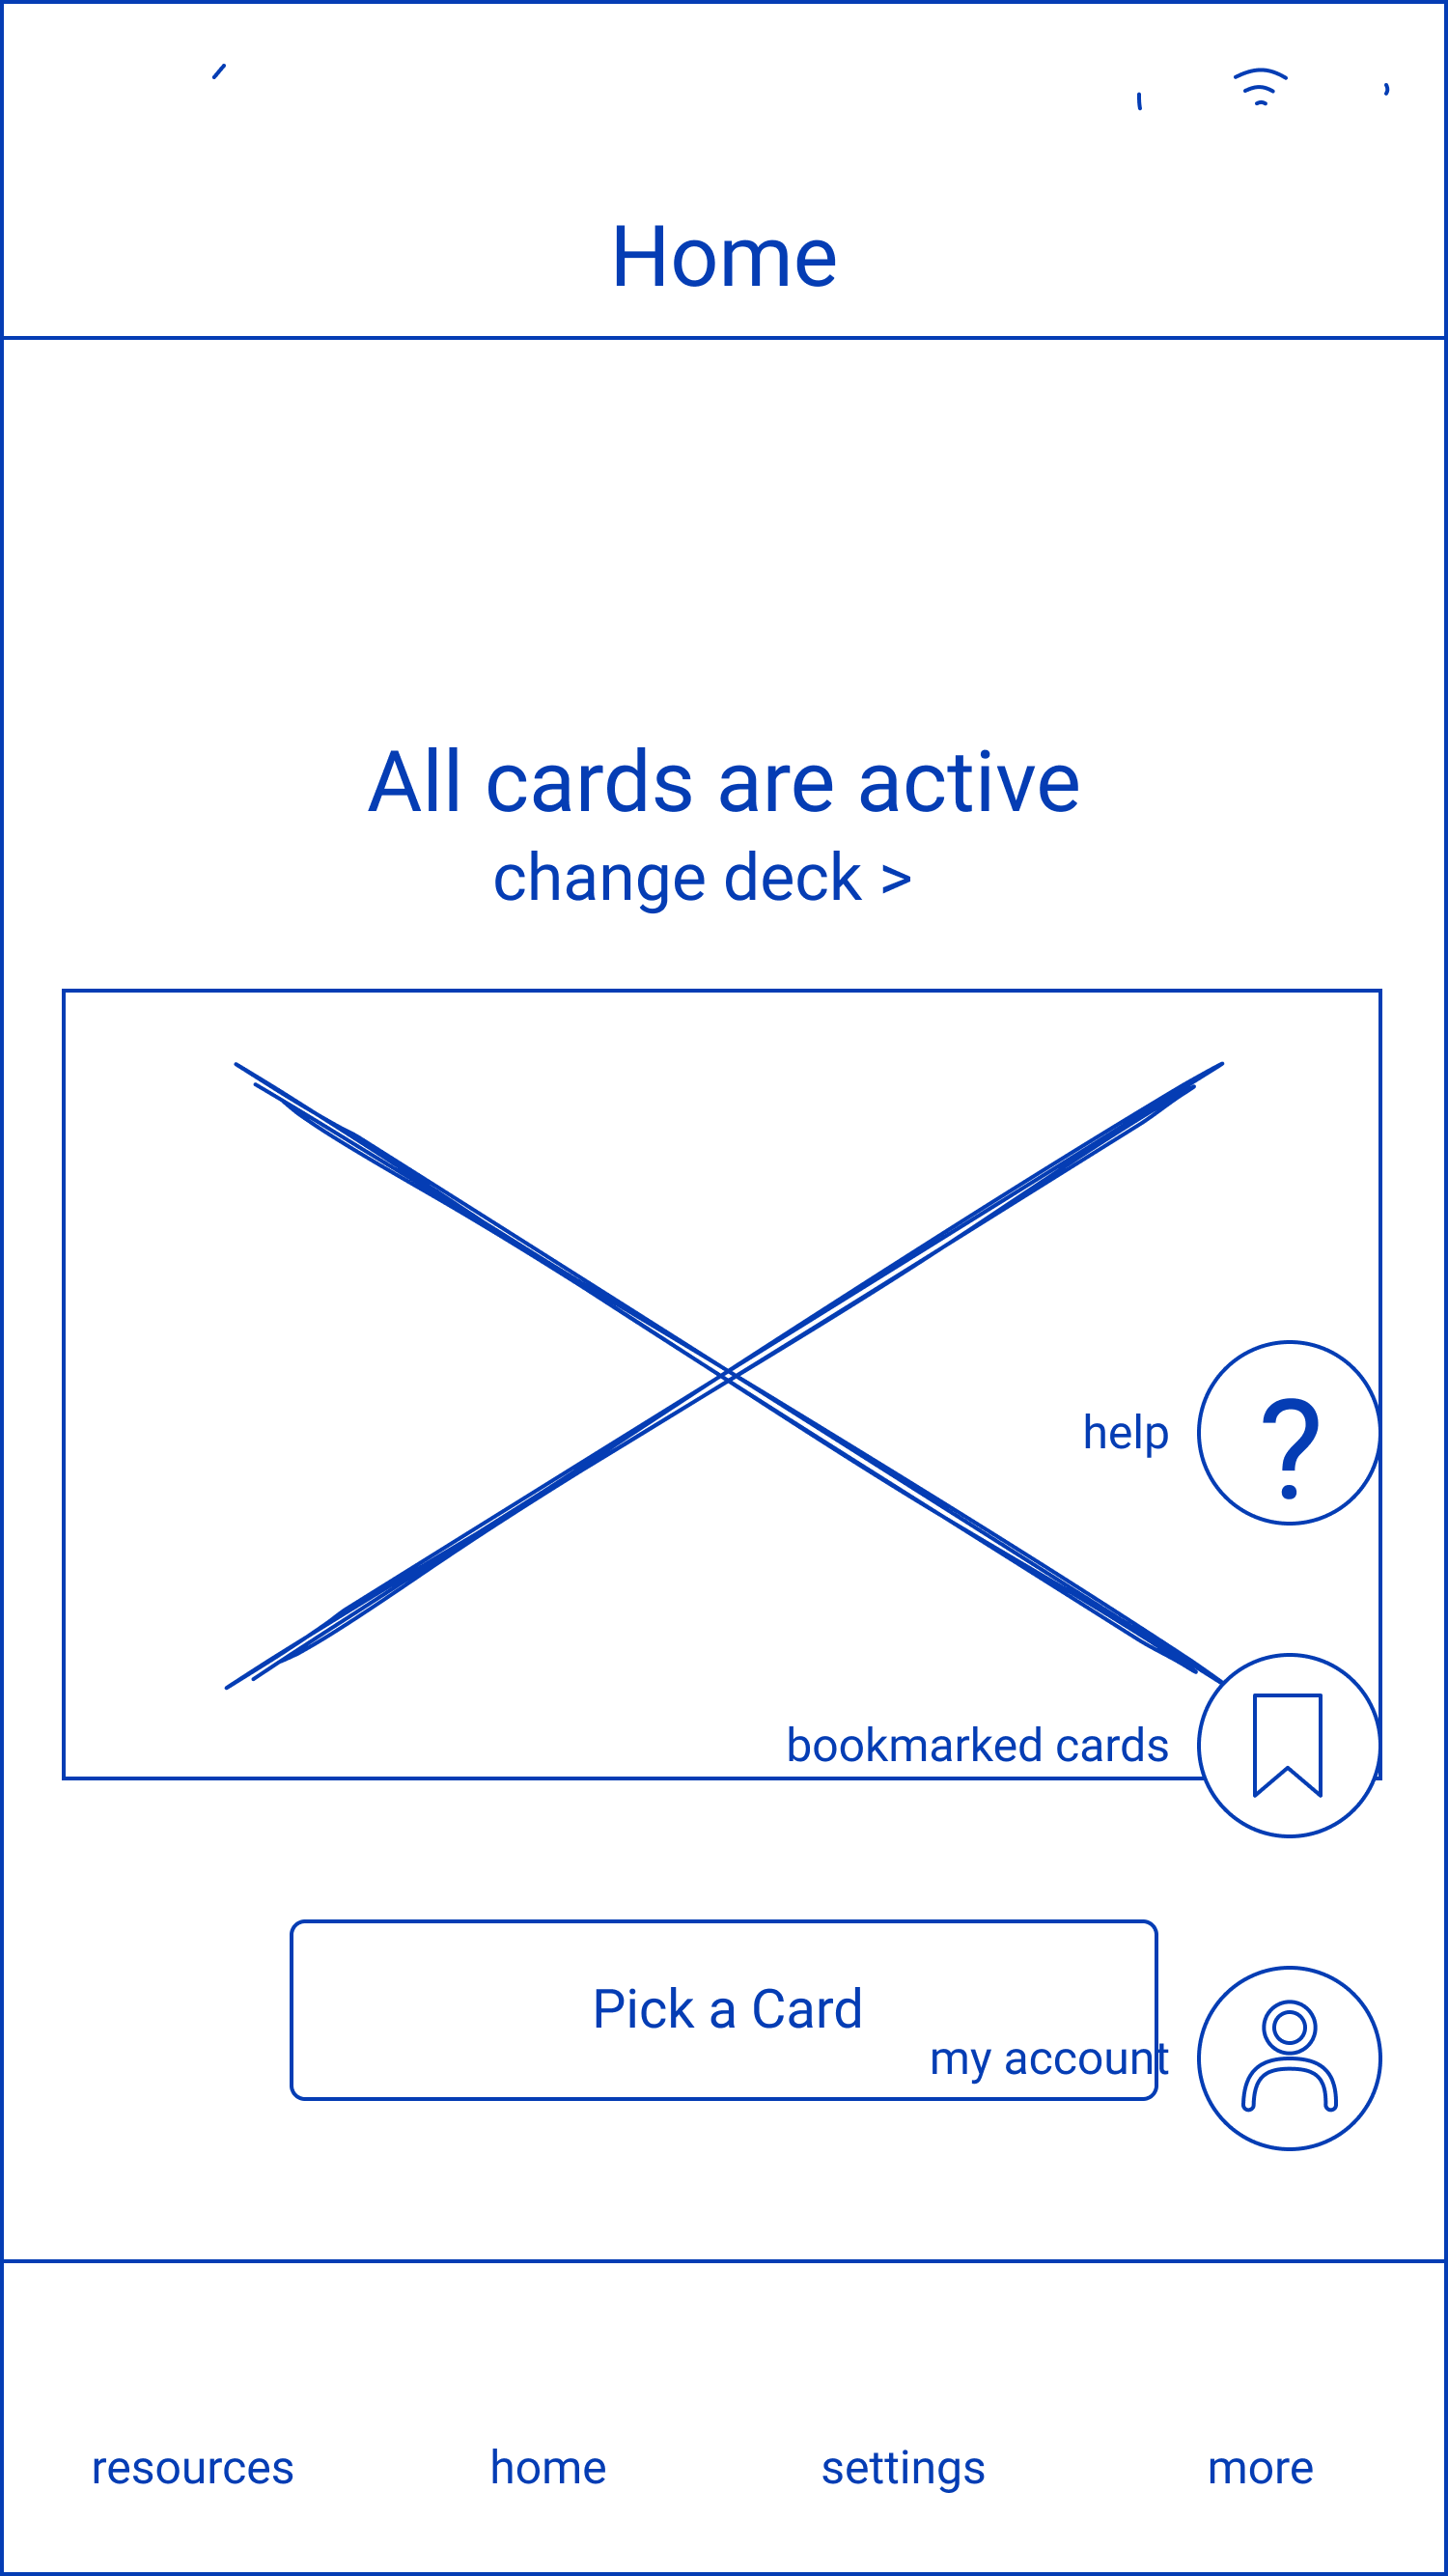 Home
All cards are active
change deck >
help
?
bookmarked cards
Pick a Card
my account
resources
home
settings
more